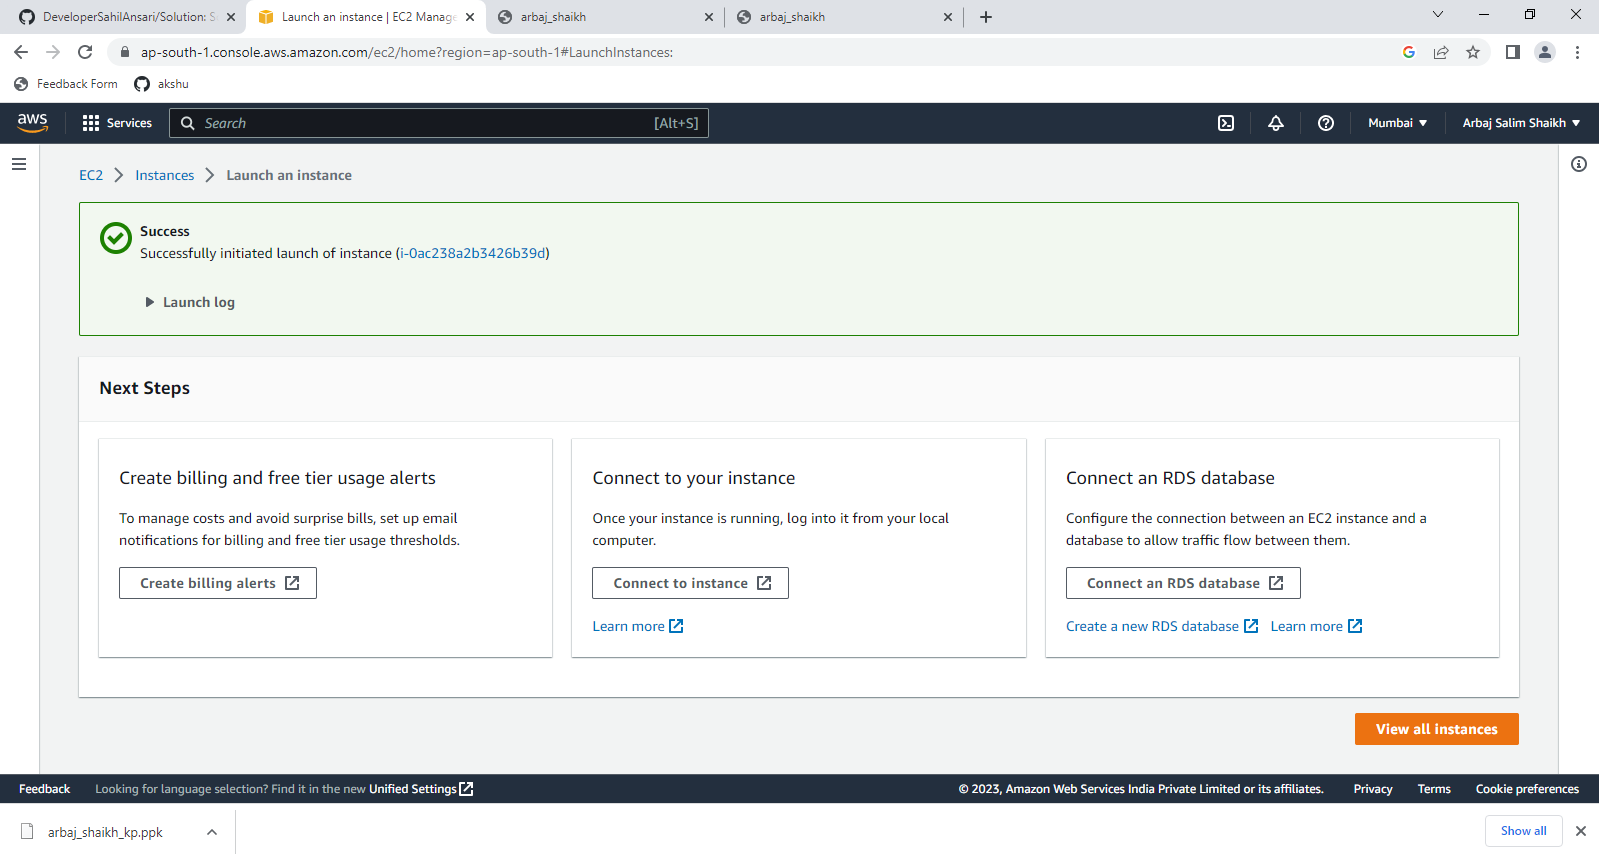 DeveloperSahilAnsari/Solution: S
Launch an instance | EC2 Manage
arbaj_shaikh
arbaj_shaikh
ap-south-1.console.aws.amazon.com/ec2/home?region=ap-south-1#LaunchInstances:
Feedback Form
akshu
aws
Services
Search
[Alt+S]
Mumbai
Arbaj Salim Shaikh
EC2
Instances
Launch an instance
Success
Successfully initiated launch of instance (i-0ac238a2b3426b39d)
Launch log
Next Steps
Create billing and free tier usage alerts
To manage costs and avoid surprise bills, set up email
notifications for billing and free tier usage thresholds.
Create billing alerts
Connect to your instance
Once your instance is running, log into it from your local
computer.
Connect to instance
Learn more
Connect an RDS database
Configure the connection between an EC2 instance and a
database to allow traffic flow between them.
Connect an RDS database
Create a new RDS database
Learn more
View all instances
Feedback
Looking for language selection? Find it in the new Unified Settings
© 2023, Amazon Web Services India Private Limited or its affiliates.
Privacy
Terms
Cookie preferences
arbaj_shaikh_kp.ppk
Show all